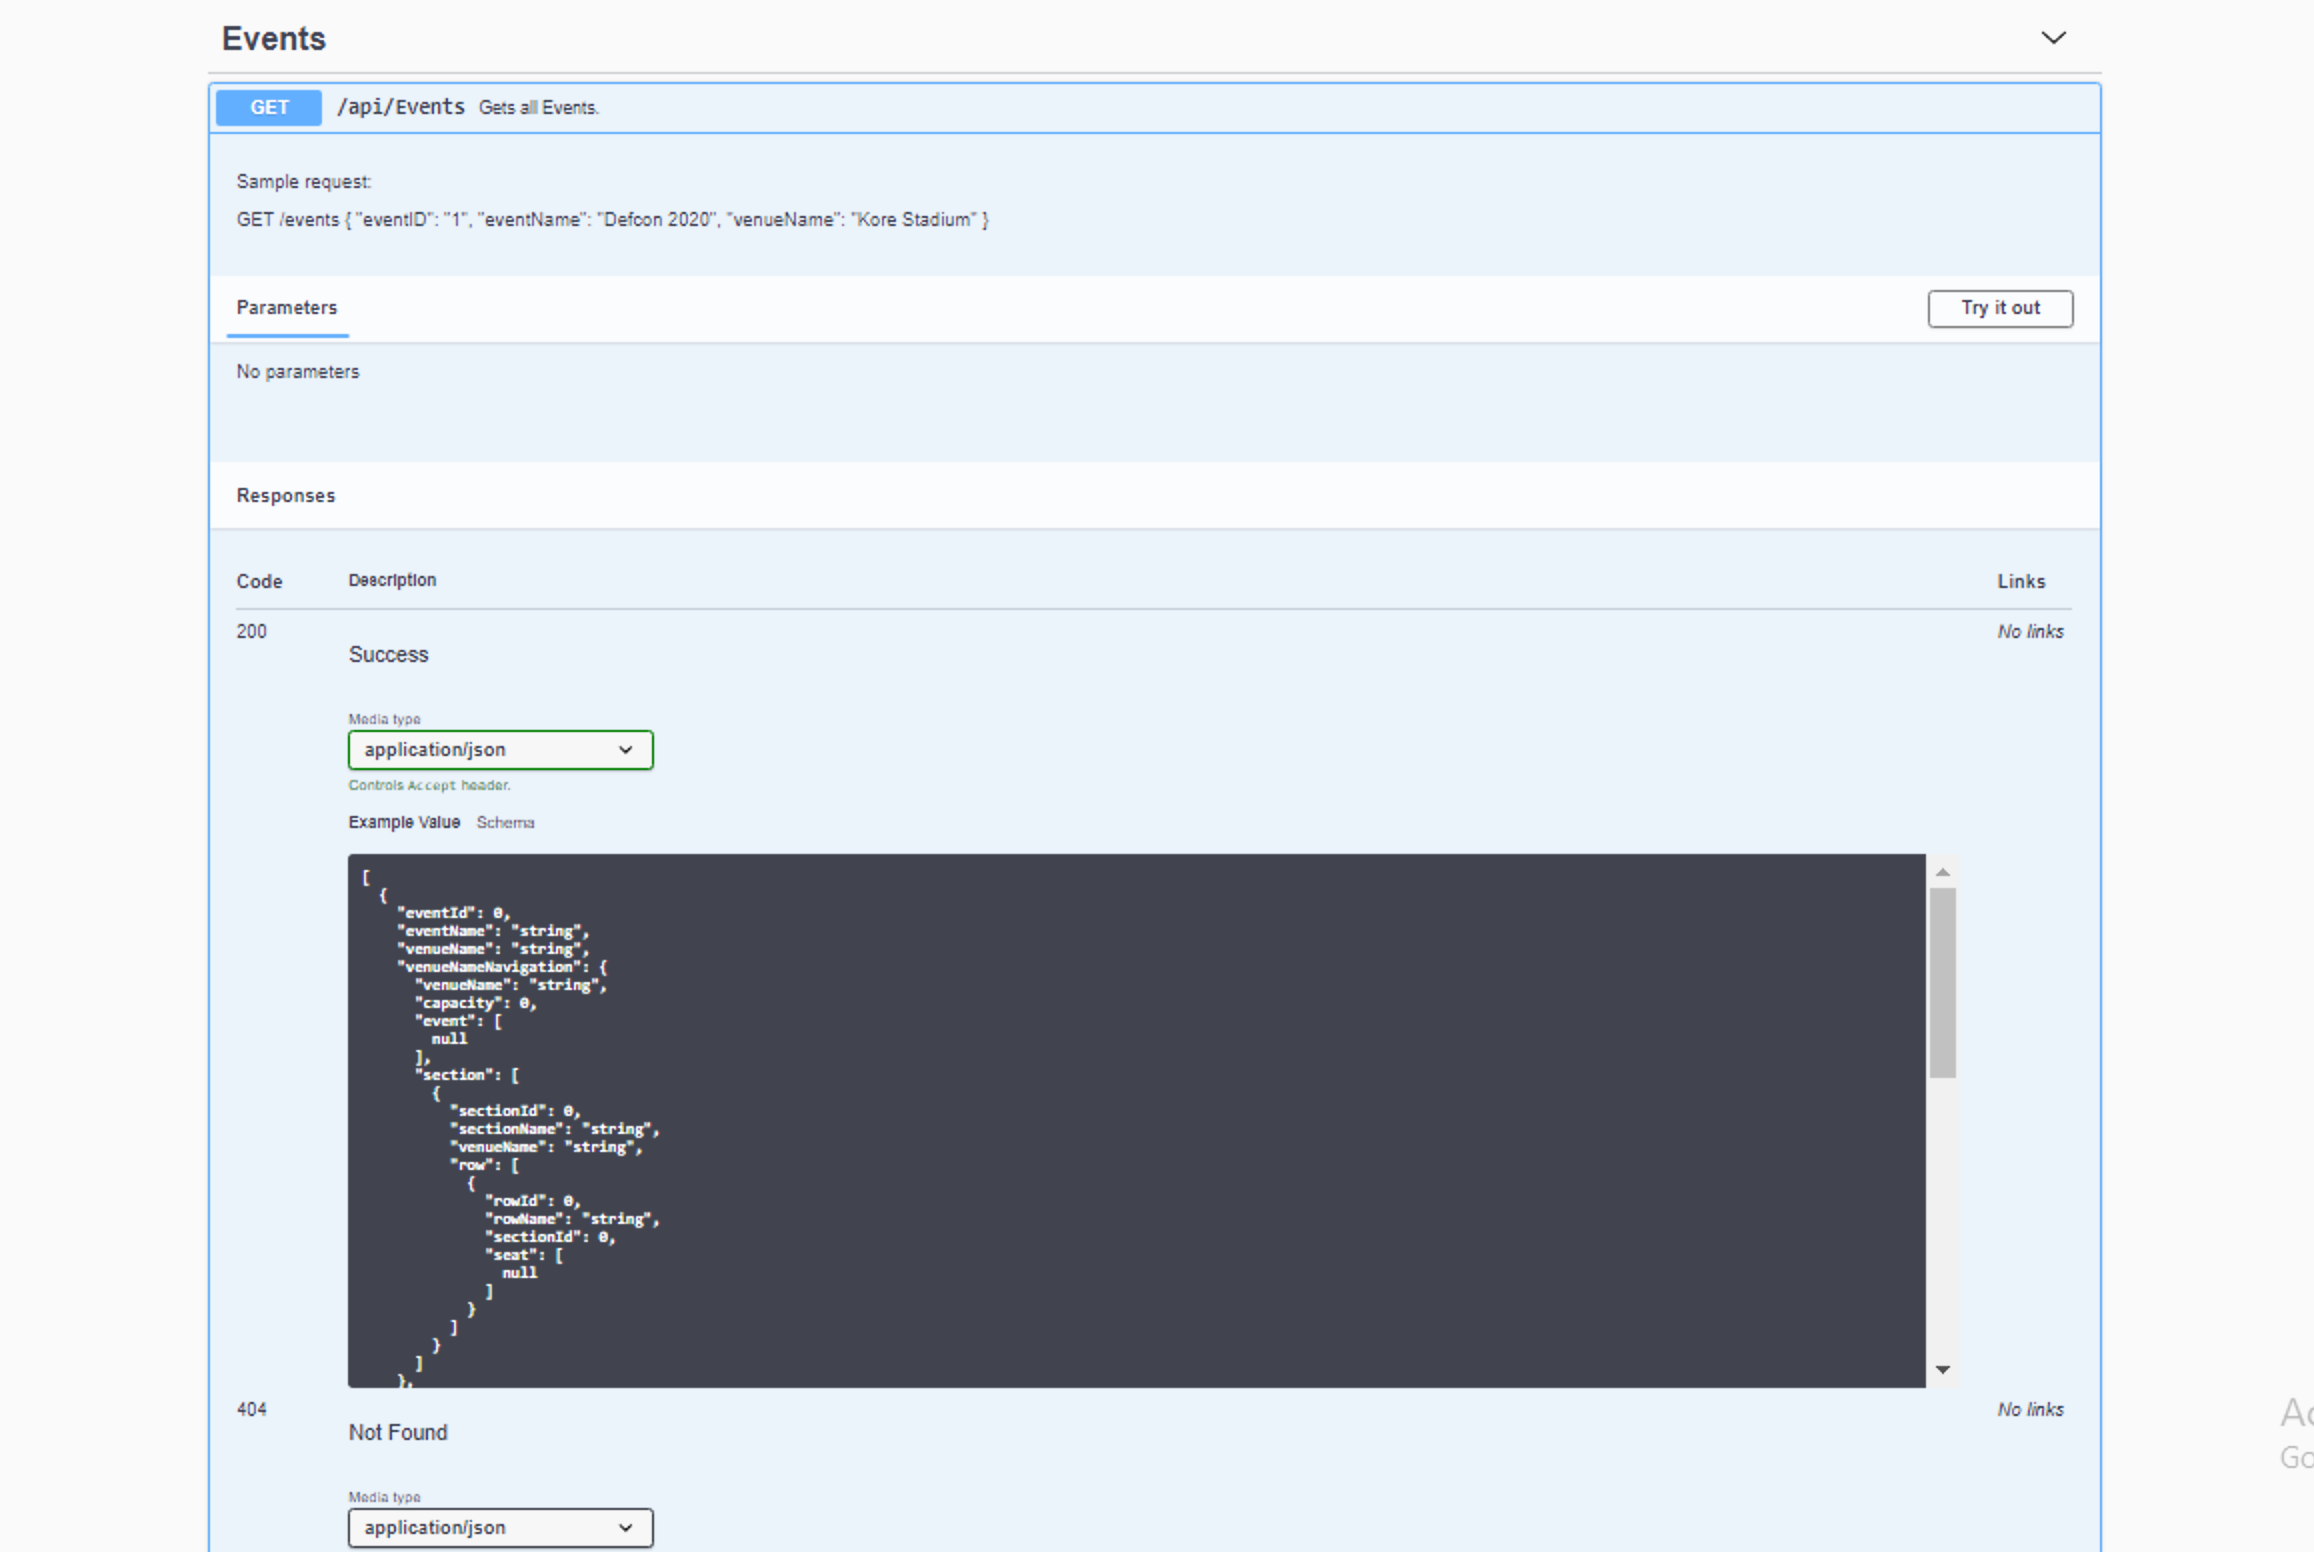 Events
GET /api/Events Gets all Events.
Sample request:
GET /events { "eventID": "1", "eventName": "Defcon 2020", "venueName": "Kore Stadium" }
Parameters
Try it out
No parameters
Responses
Code Description Links
200 No links
Success
Media type
application/json
Controls Accept header.
Example Value Schema
[
{
"eventId": 0,
"eventName": "string",
"venueName": "string",
"venueNameNavigation": {
"venueName": "string",
"capacity": 0,
"event": [
null
],
"section": [
{
"sectionId": 0,
"sectionName": "string",
"venueName": "string",
"row": [
{
"rowId": 0,
"rowName": "string",
"sectionId": 0,
"seat": [
null
]
}
]
}
]
},
404 No links
Not Found
Media type
application/json